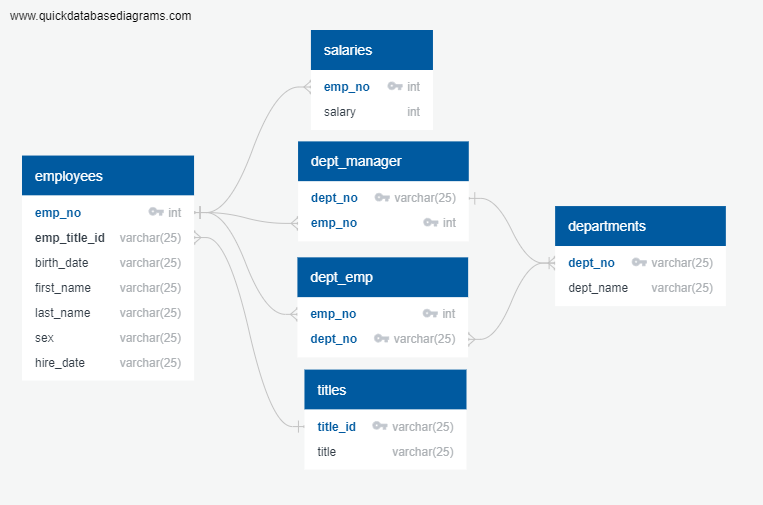 www.quickdatabasediagrams.com
salaries
emp_no int
salary int
dept_manager
dept_no varchar(25)
emp_no int
employees
emp_no int
emp_title_id varchar(25)
birth_date varchar(25)
first_name varchar(25)
last_name varchar(25)
sex varchar(25)
hire_date varchar(25)
departments
dept_no varchar(25)
dept_name varchar(25)
dept_emp
emp_no int
dept_no varchar(25)
titles
title_id varchar(25)
title varchar(25)